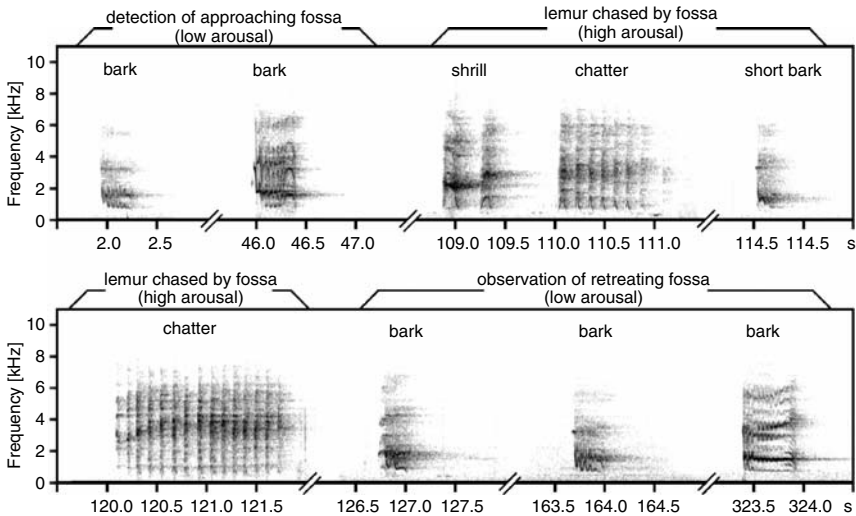 detection of approaching fossa
(low arousal)
lemur chased by fossa
(high arousal)
bark bark shrill chatter short bark
Frequency [kHz]
10
8
6
4
2
0
2.0 2.5 46.0 46.5 47.0 109.0 109.5 110.0 110.5 111.0 114.5 114.5 s
lemur chased by fossa
(high arousal)
observation of retreating fossa
(low arousal)
chatter bark bark bark
Frequency [kHz]
10
8
6
4
2
0
120.0 120.5 121.0 121.5 126.5 127.0 127.5 163.5 164.0 164.5 323.5 324.0 s